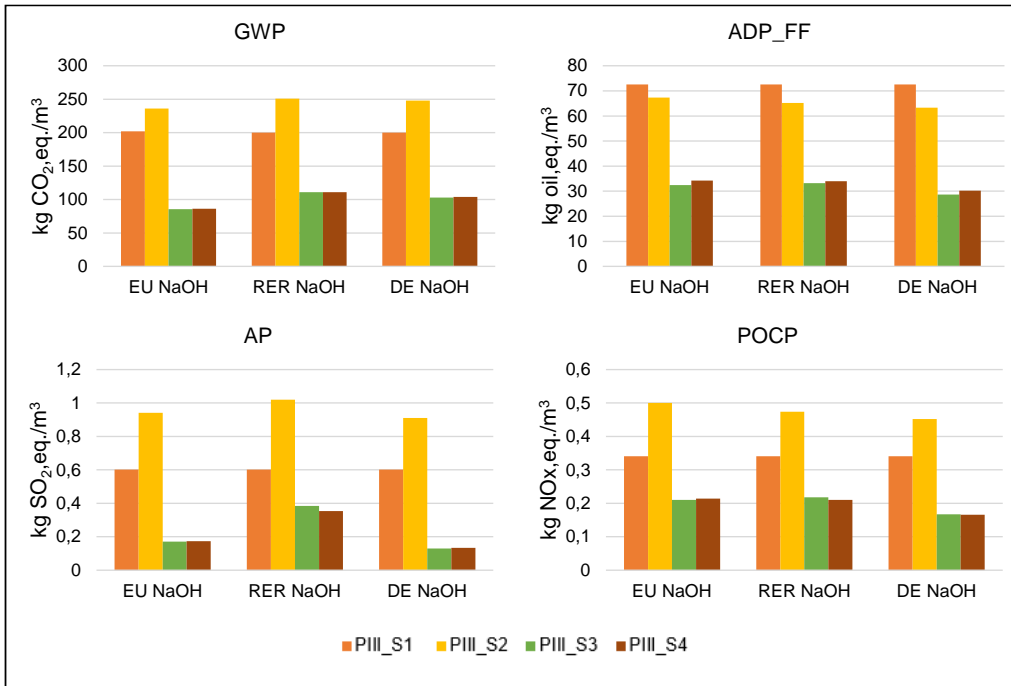 GWP
kg CO₂,eq./m³
300
250
200
150
100
50
0
EU NaOH RER NaOH DE NaOH
ADP_FF
kg oil,eq./m³
80
70
60
50
40
30
20
10
0
EU NaOH RER NaOH DE NaOH
AP
kg SO₂,eq./m³
1,2
1
0,8
0,6
0,4
0,2
0
EU NaOH RER NaOH DE NaOH
POCP
kg NOx,eq./m³
0,6
0,5
0,4
0,3
0,2
0,1
0
EU NaOH RER NaOH DE NaOH
PIII_S1 PIII_S2 PIII_S3 PIII_S4